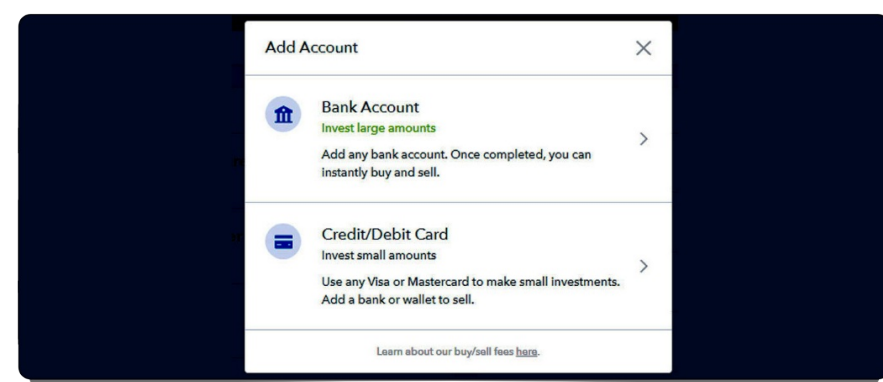 Add Account
Bank Account
Invest large amounts
Add any bank account. Once completed, you can
instantly buy and sell.
Credit/Debit Card
Invest small amounts
Use any Visa or Mastercard to make small investments.
Add a bank or wallet to sell.
Learn about our buy/sell fees here.